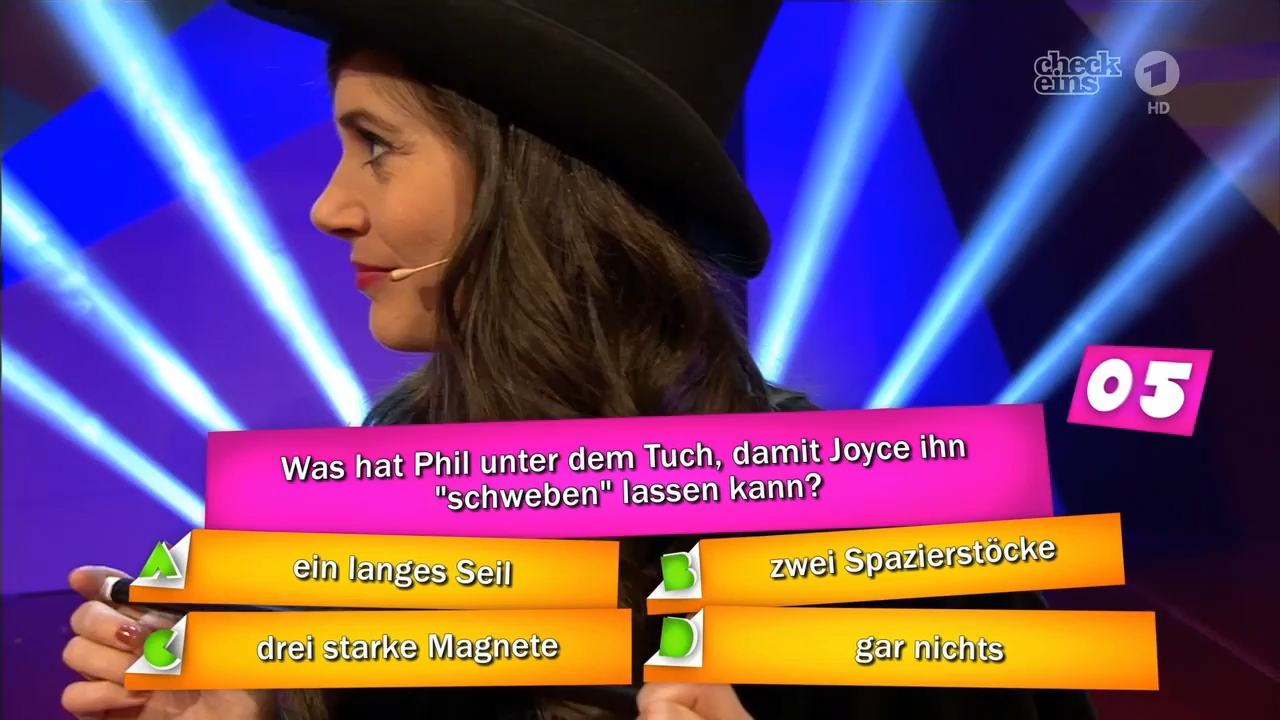 check
eins
1
HD
05
Was hat Phil unter dem Tuch, damit Joyce ihn
"schweben" lassen kann?
A ein langes Seil
B zwei Spazierstöcke
C drei starke Magnete
D gar nichts